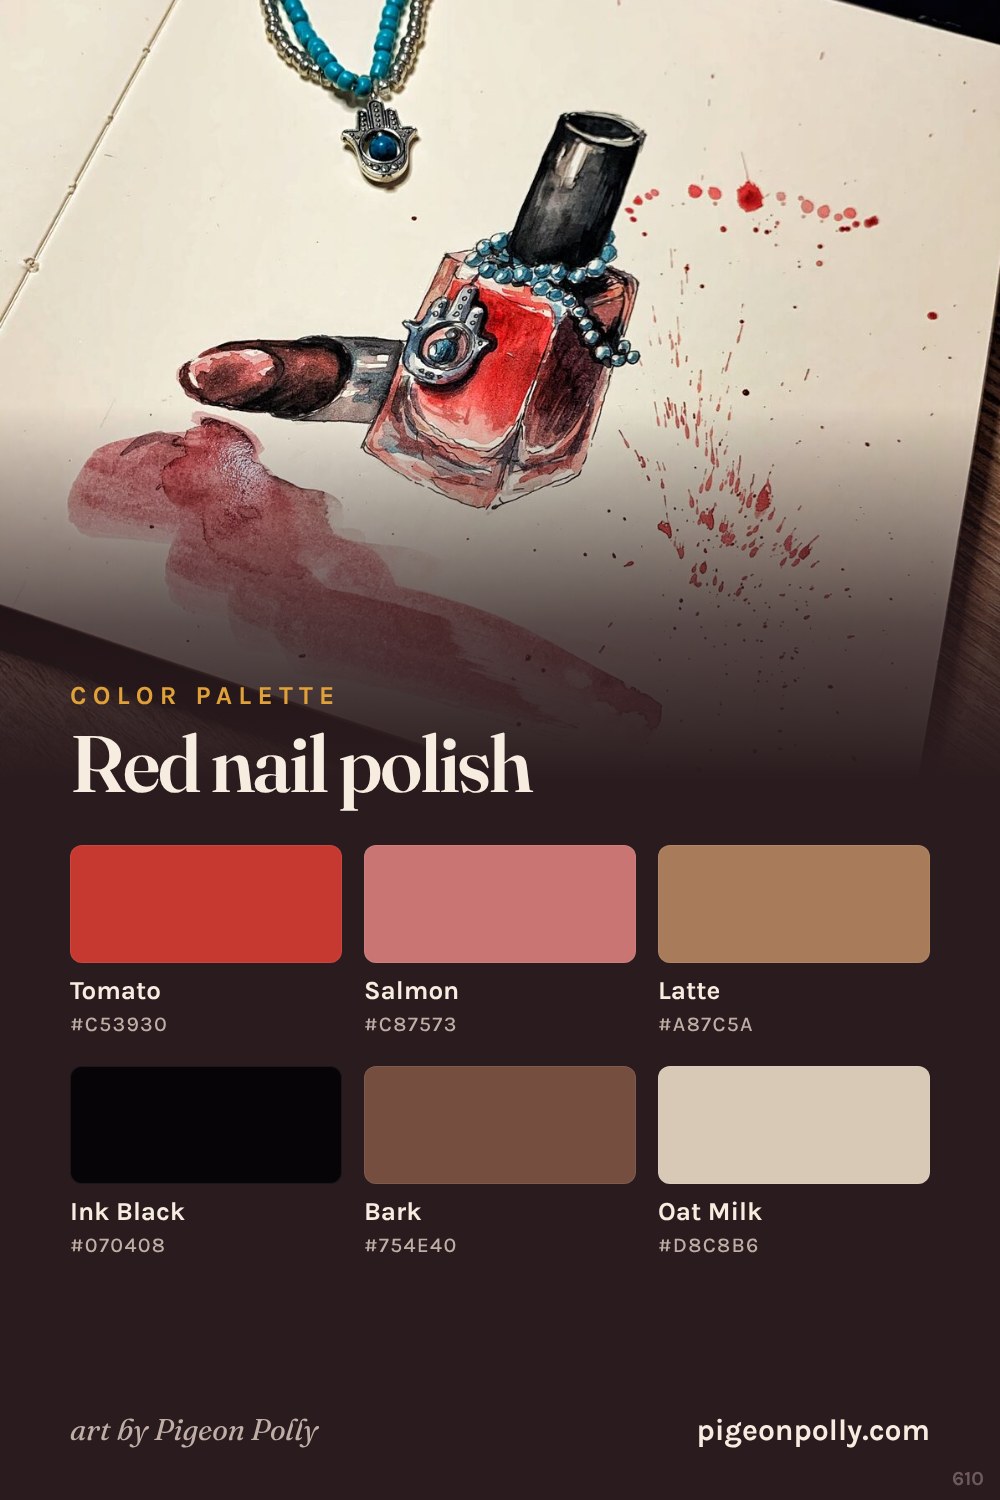 COLOR PALETTE
Red nail polish
Tomato
#C53930
Salmon
#C87573
Latte
#A87C5A
Ink Black
#070408
Bark
#754E40
Oat Milk
#D8C8B6
art by Pigeon Polly
pigeonpolly.com
610